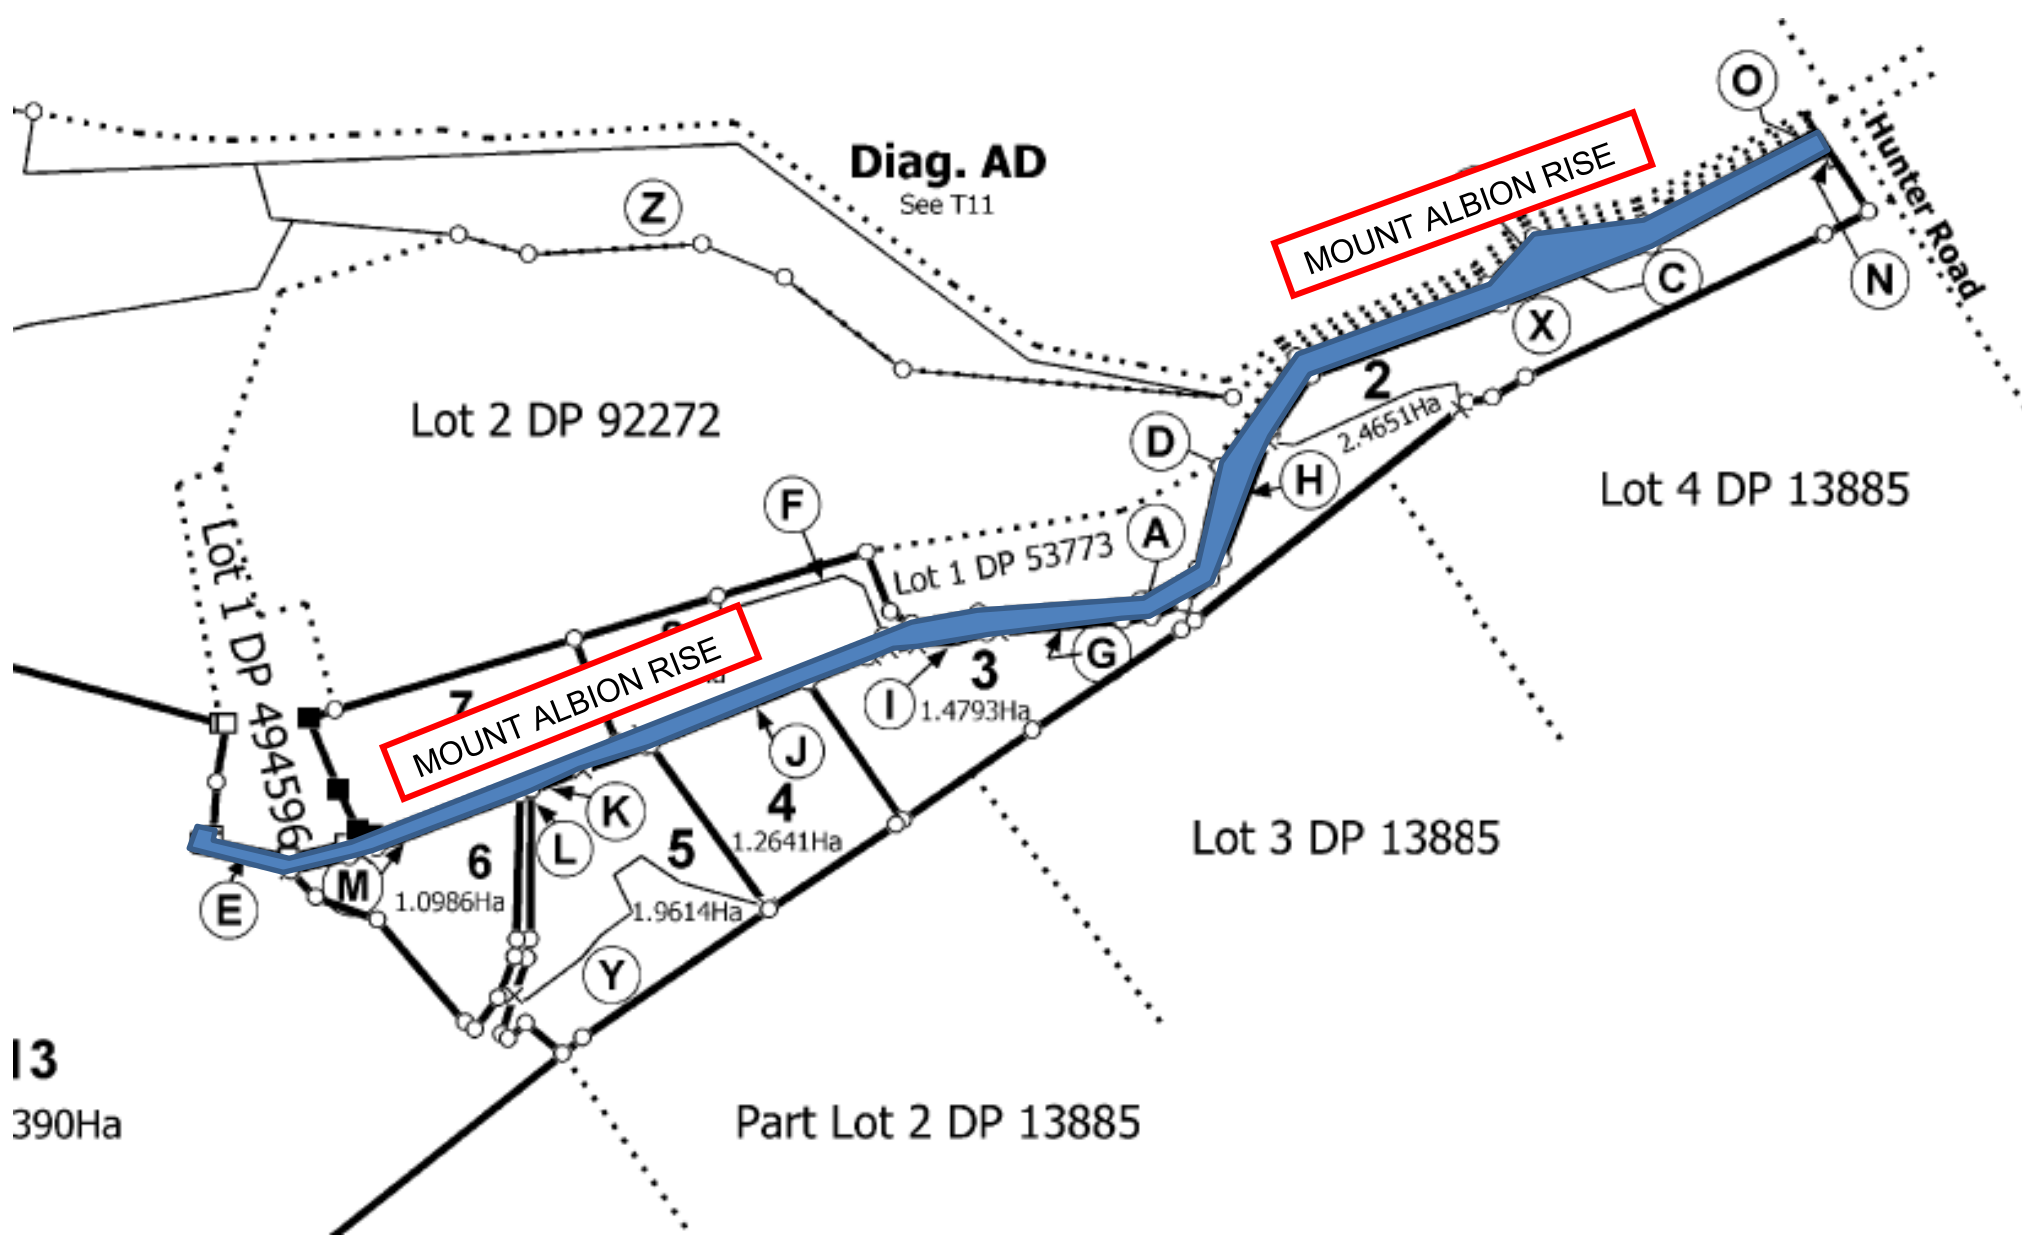 O
Hunter Road
MOUNT ALBION RISE
Diag. AD
See T11
Z
C
N
X
2
2.4651Ha
Lot 2 DP 92272
D
H
Lot 4 DP 13885
F
A
Lot 1 DP 53773
Lot 1 DP 494596
MOUNT ALBION RISE
7
G
3
I
1.4793Ha
J
K
4
1.2641Ha
L
5
6
M
1.0986Ha
1.9614Ha
E
Y
Lot 3 DP 13885
13
390Ha
Part Lot 2 DP 13885